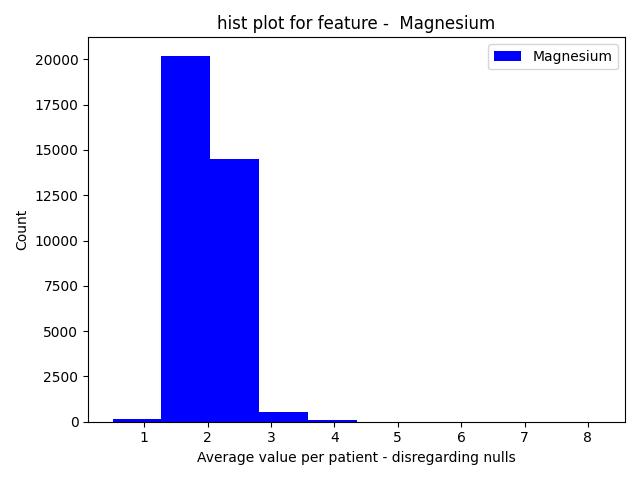 hist plot for feature -  Magnesium
Magnesium
20000
17500
15000
12500
10000
7500
5000
2500
0
Count
1 2 3 4 5 6 7 8
Average value per patient - disregarding nulls